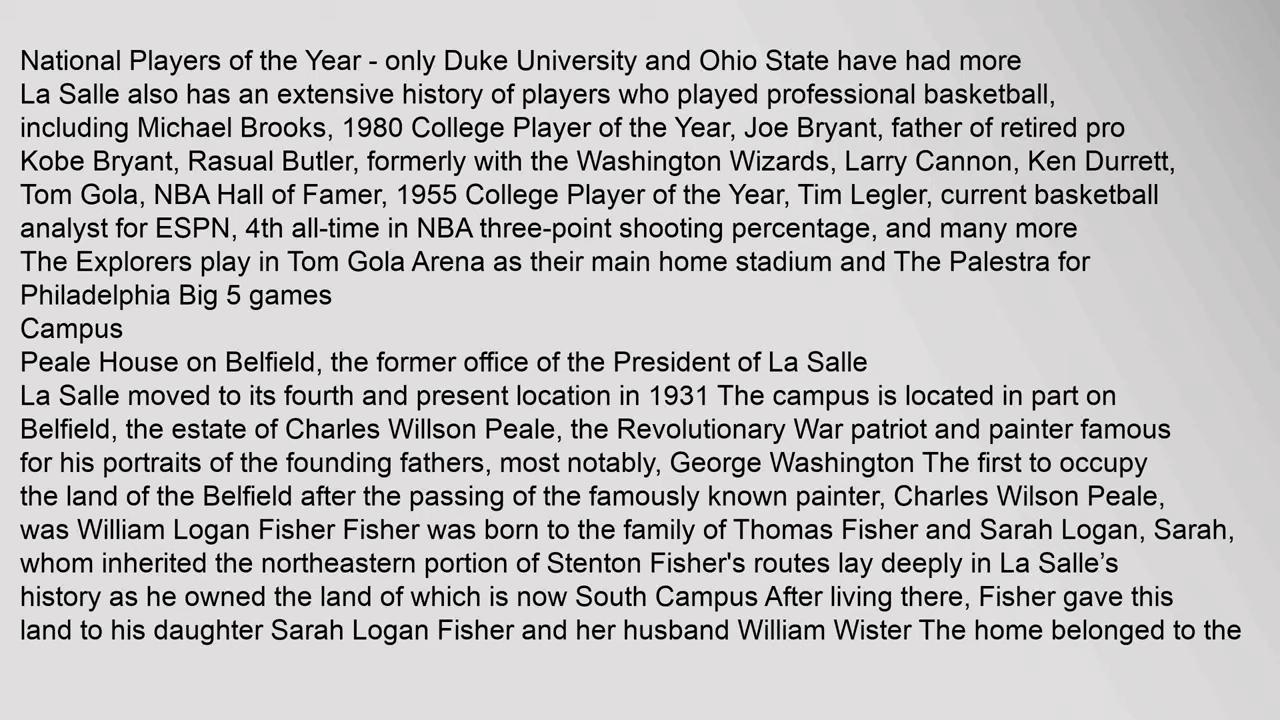 National Players of the Year - only Duke University and Ohio State have had more
La Salle also has an extensive history of players who played professional basketball,
including Michael Brooks, 1980 College Player of the Year, Joe Bryant, father of retired pro
Kobe Bryant, Rasual Butler, formerly with the Washington Wizards, Larry Cannon, Ken Durrett,
Tom Gola, NBA Hall of Famer, 1955 College Player of the Year, Tim Legler, current basketball
analyst for ESPN, 4th all-time in NBA three-point shooting percentage, and many more
The Explorers play in Tom Gola Arena as their main home stadium and The Palestra for
Philadelphia Big 5 games
Campus
Peale House on Belfield, the former office of the President of La Salle
La Salle moved to its fourth and present location in 1931 The campus is located in part on
Belfield, the estate of Charles Willson Peale, the Revolutionary War patriot and painter famous
for his portraits of the founding fathers, most notably, George Washington The first to occupy
the land of the Belfield after the passing of the famously known painter, Charles Wilson Peale,
was William Logan Fisher Fisher was born to the family of Thomas Fisher and Sarah Logan, Sarah,
whom inherited the northeastern portion of Stenton Fisher's routes lay deeply in La Salle’s
history as he owned the land of which is now South Campus After living there, Fisher gave this
land to his daughter Sarah Logan Fisher and her husband William Wister The home belonged to the